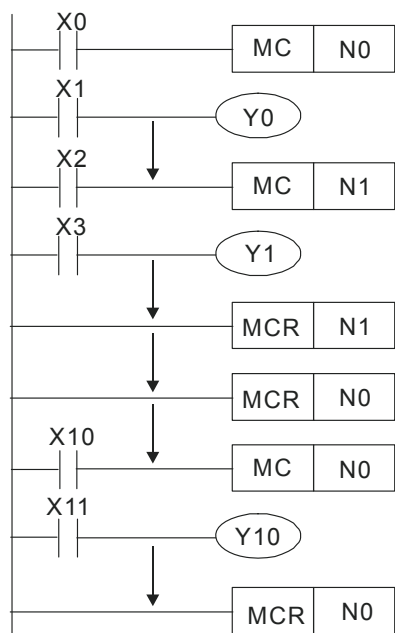 X0
MC N0
X1
Y0
X2
MC N1
X3
Y1
MCR N1
MCR N0
X10
MC N0
X11
Y10
MCR N0